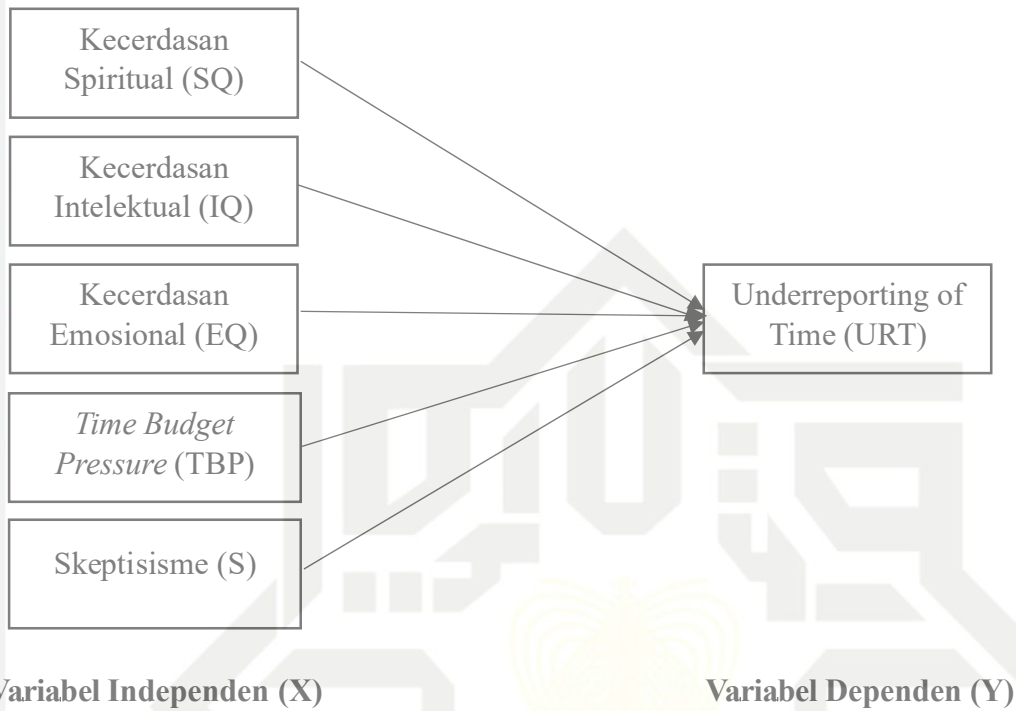 Kecerdasan
Spiritual (SQ)
Kecerdasan
Intelektual (IQ)
Kecerdasan
Emosional (EQ)
Time Budget
Pressure (TBP)
Skeptisisme (S)
Underreporting of
Time (URT)
Variabel Independen (X)
Variabel Dependen (Y)